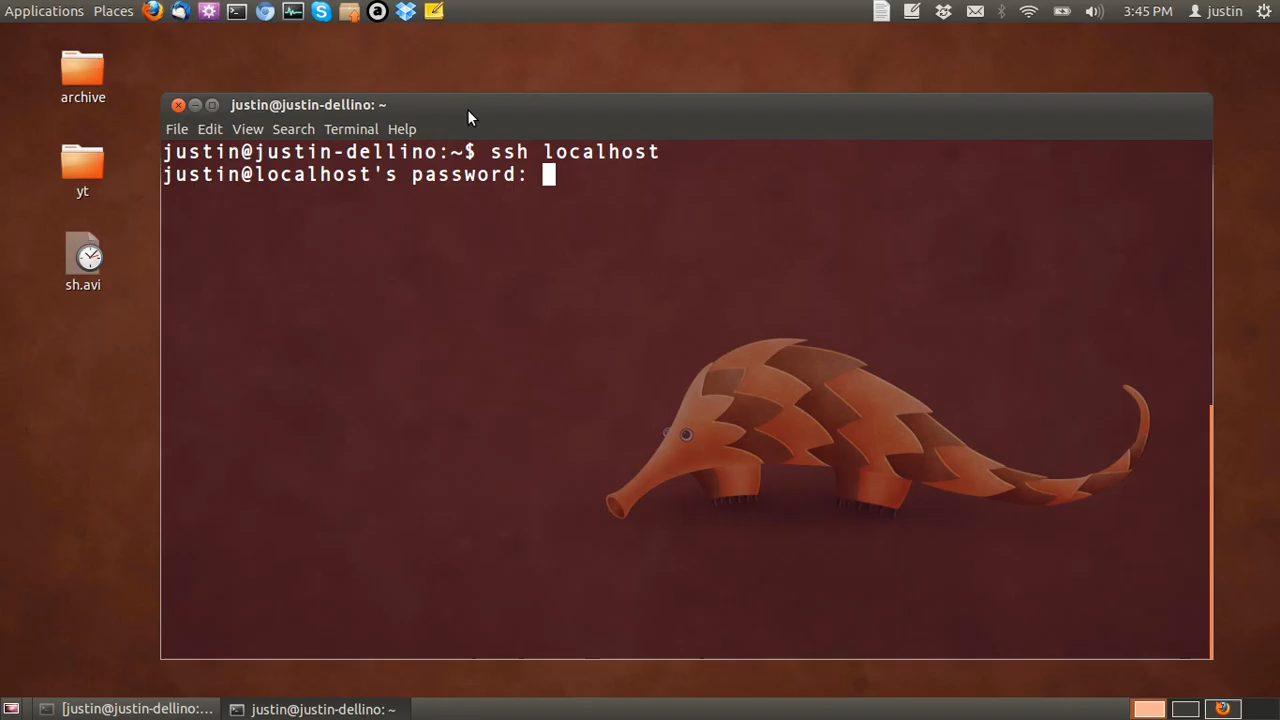 Applications Places 3:45 PM justin
archive
yt
sh.avi
justin@justin-dellino: ~
File Edit View Search Terminal Help
justin@justin-dellino:~$ ssh localhost
justin@localhost's password:
[justin@justin-dellino:... justin@justin-dellino: ~